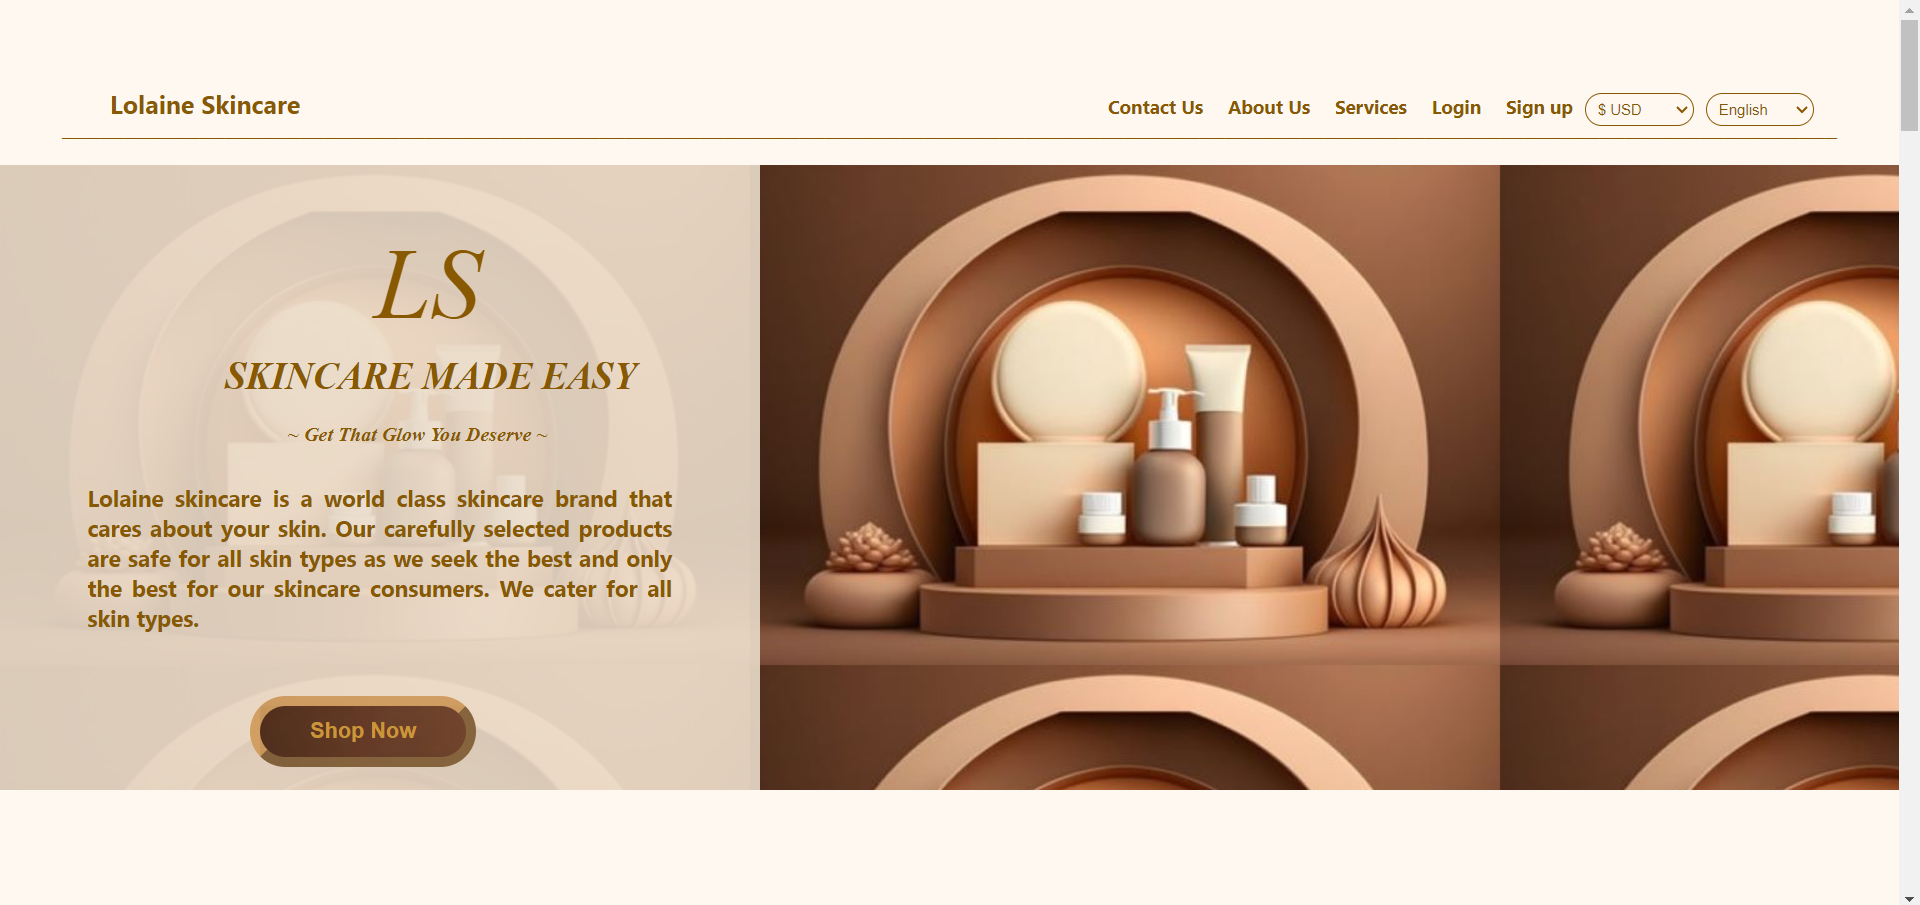 Lolaine Skincare
Contact Us About Us Services Login Sign up $ USD English
LS
SKINCARE MADE EASY
~ Get That Glow You Deserve ~
Lolaine skincare is a world class skincare brand that
cares about your skin. Our carefully selected products
are safe for all skin types as we seek the best and only
the best for our skincare consumers. We cater for all
skin types.
Shop Now